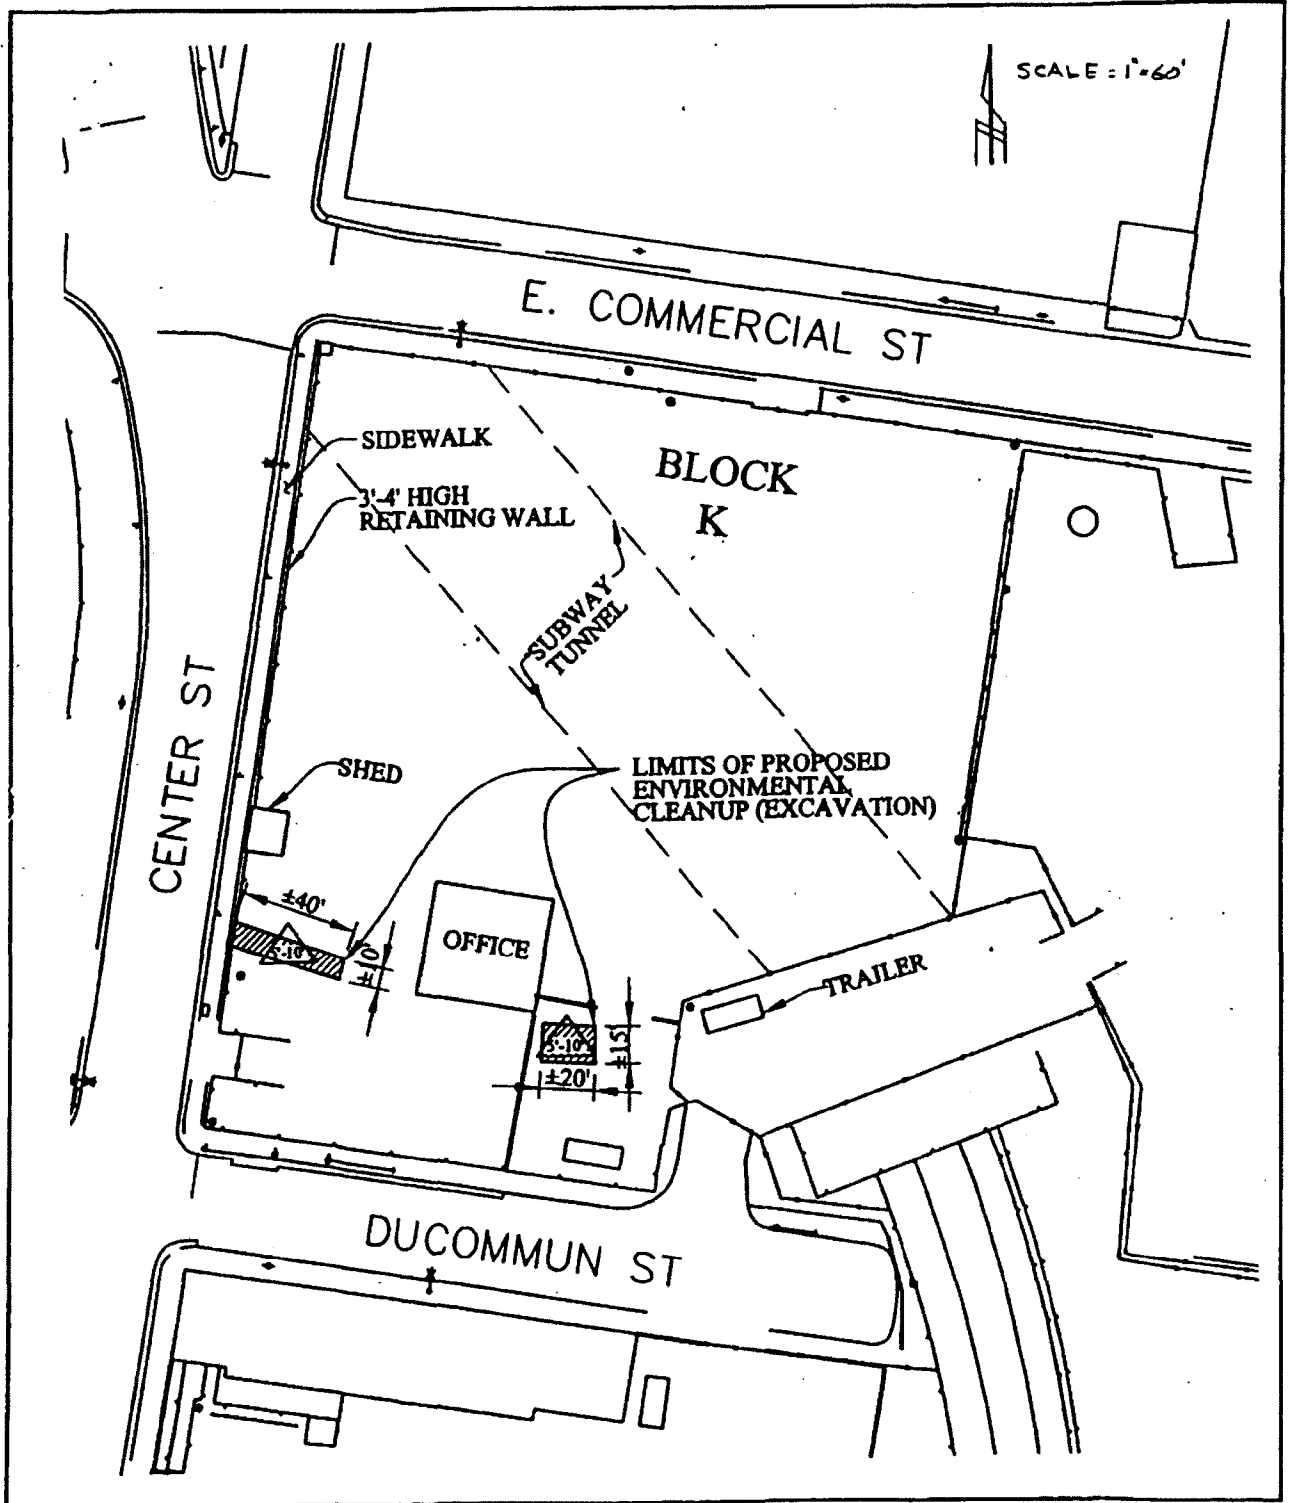 SCALE : 1"=60'
E. COMMERCIAL ST
SIDEWALK
3'-4' HIGH
RETAINING WALL
BLOCK
K
SUBWAY
TUNNEL
CENTER ST
SHED
LIMITS OF PROPOSED
ENVIRONMENTAL
CLEANUP (EXCAVATION)
±40'
5'-10'
OFFICE
TRAILER
5'-10'
±15'
±20'
DUCOMMUN ST